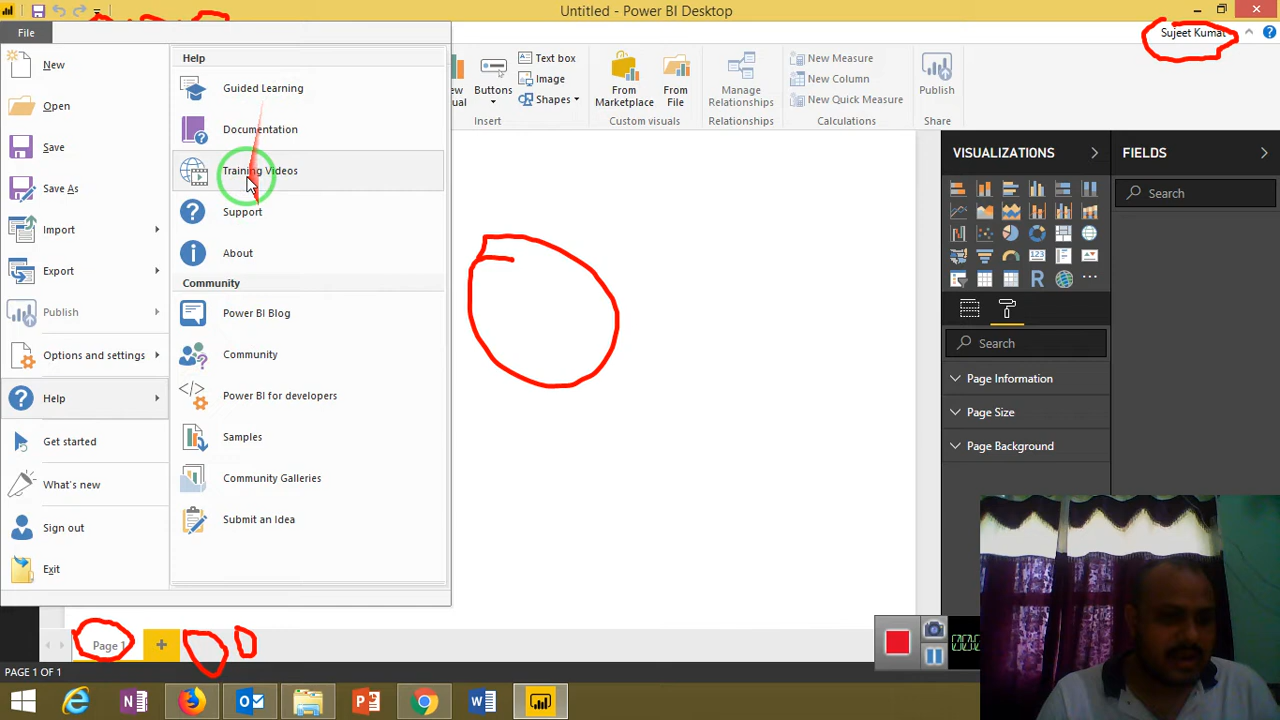 Untitled - Power BI Desktop
File
Sujeet Kumar
New
Open
Save
Save As
Import
Export
Publish
Options and settings
Help
Get started
What's new
Sign out
Exit
Help
Guided Learning
Documentation
Training Videos
Support
About
Community
Power BI Blog
Community
Power BI for developers
Samples
Community Galleries
Submit an Idea
Buttons
Text box
Image
Shapes
Insert
From Marketplace
From File
Custom visuals
Manage Relationships
Relationships
New Measure
New Column
New Quick Measure
Calculations
Publish
Share
VISUALIZATIONS
FIELDS
Search
Search
Page Information
Page Size
Page Background
Page 1
PAGE 1 OF 1